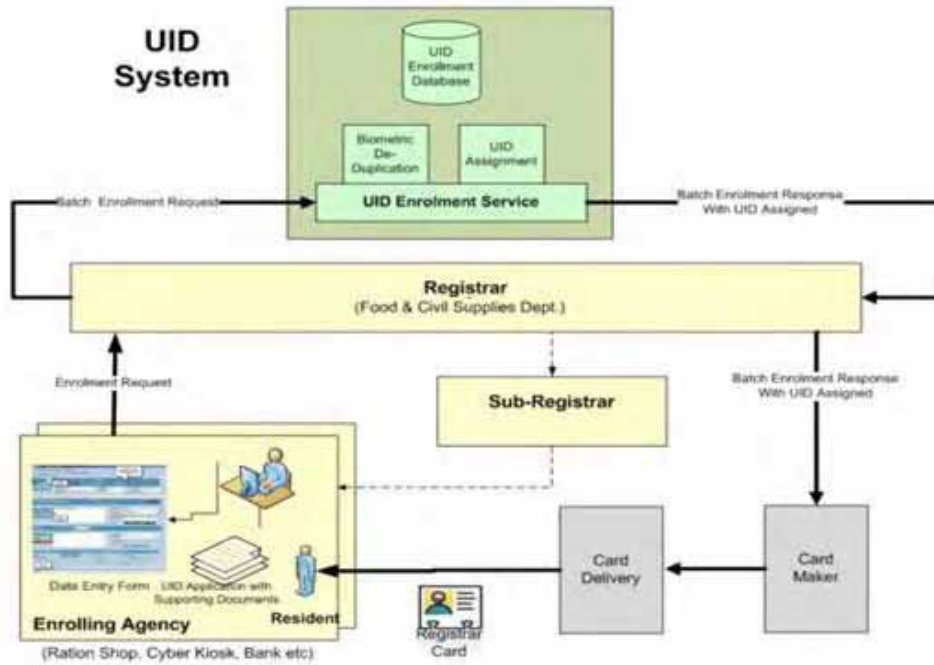 UID
System
UID
Enrollment
Database
Biometric
De-
Duplication
UID
Assignment
UID Enrolment Service
Batch Enrollment Request
Batch Enrolment Response
With UID Assigned
Registrar
(Food & Civil Supplies Dept.)
Enrolment Request
Sub-Registrar
Batch Enrolment Response
With UID Assigned
Data Entry Form
UID Application with
Supporting Documents
Resident
Enrolling Agency
(Ration Shop, Cyber Kiosk, Bank etc)
Registrar
Card
Card
Delivery
Card
Maker